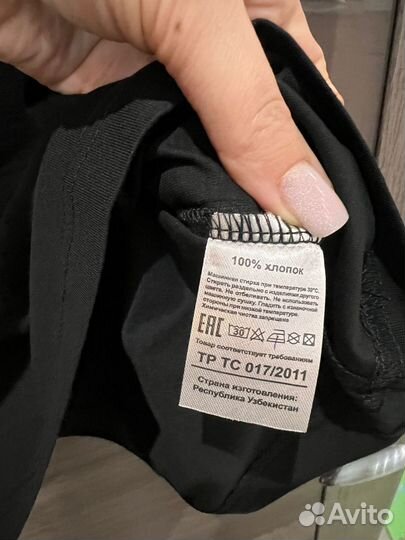 100% хлопок
Машинная стирка при температуре 30°С.
Стирать раздельно с изделиями другого
цвета. Не отбеливать. Не использовать
машинную сушку. Гладить с изнаночной
стороны при низкой температуре
Химическая чистка запрещена
EAC 30
Товар соответствует требованиям
ТР ТС 017/2011
Страна изготовления:
Республика Узбекистан
Avito